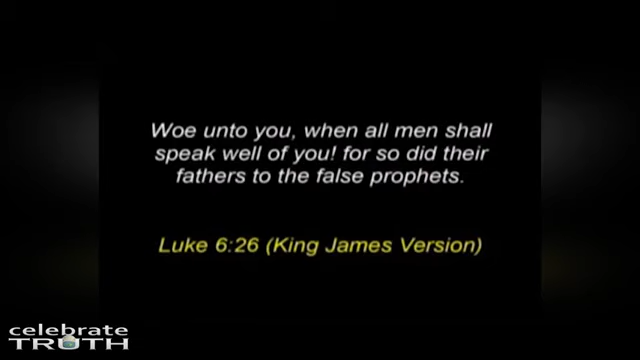 Woe unto you, when all men shall
speak well of you! for so did their
fathers to the false prophets.
Luke 6:26 (King James Version)
celebrate
TRUTH